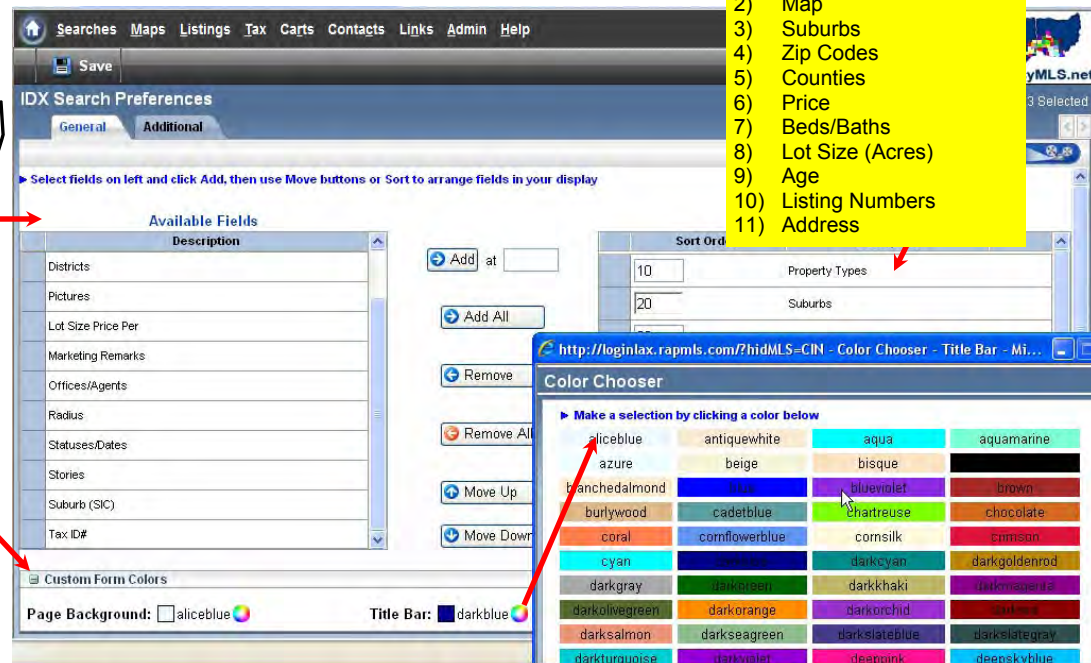 2) Map
3) Suburbs
4) Zip Codes
5) Counties
6) Price
7) Beds/Baths
8) Lot Size (Acres)
9) Age
10) Listing Numbers
11) Address
Searches Maps Listings Tax Carts Contacts Links Admin Help
yMLS.net
Save
IDX Search Preferences
3 Selected
General Additional
Select fields on left and click Add, then use Move buttons or Sort to arrange fields in your display
Available Fields
Description
Districts
Pictures
Lot Size Price Per
Marketing Remarks
Offices/Agents
Radius
Statuses/Dates
Stories
Suburb (SIC)
Tax ID#
Add at
Add All
Remove
Remove All
Move Up
Move Down
Sort Ord
10 Property Types
20 Suburbs
Custom Form Colors
Page Background: aliceblue Title Bar: darkblue
http://loginlax.rapmls.com/?hidMLS=CIN - Color Chooser - Title Bar - Mi...
Color Chooser
Make a selection by clicking a color below
aliceblue antiquewhite aqua aquamarine
azure beige bisque
blanchedalmond blue blueviolet brown
burlywood cadetblue chartreuse chocolate
coral cornflowerblue cornsilk crimson
cyan darkcyan darkgoldenrod
darkgray darkgreen darkkhaki darkmagenta
darkolivegreen darkorange darkorchid darkred
darksalmon darkseagreen darkslateblue darkslategray
darkturquoise darkviolet deeppink deepskyblue